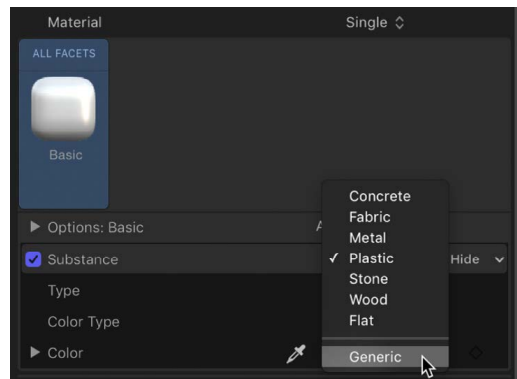 Material Single
ALL FACETS
Basic
Concrete
Fabric
Metal
✓ Plastic
Stone
Wood
Flat
Generic
Options: Basic
Substance Hide
Type
Color Type
Color